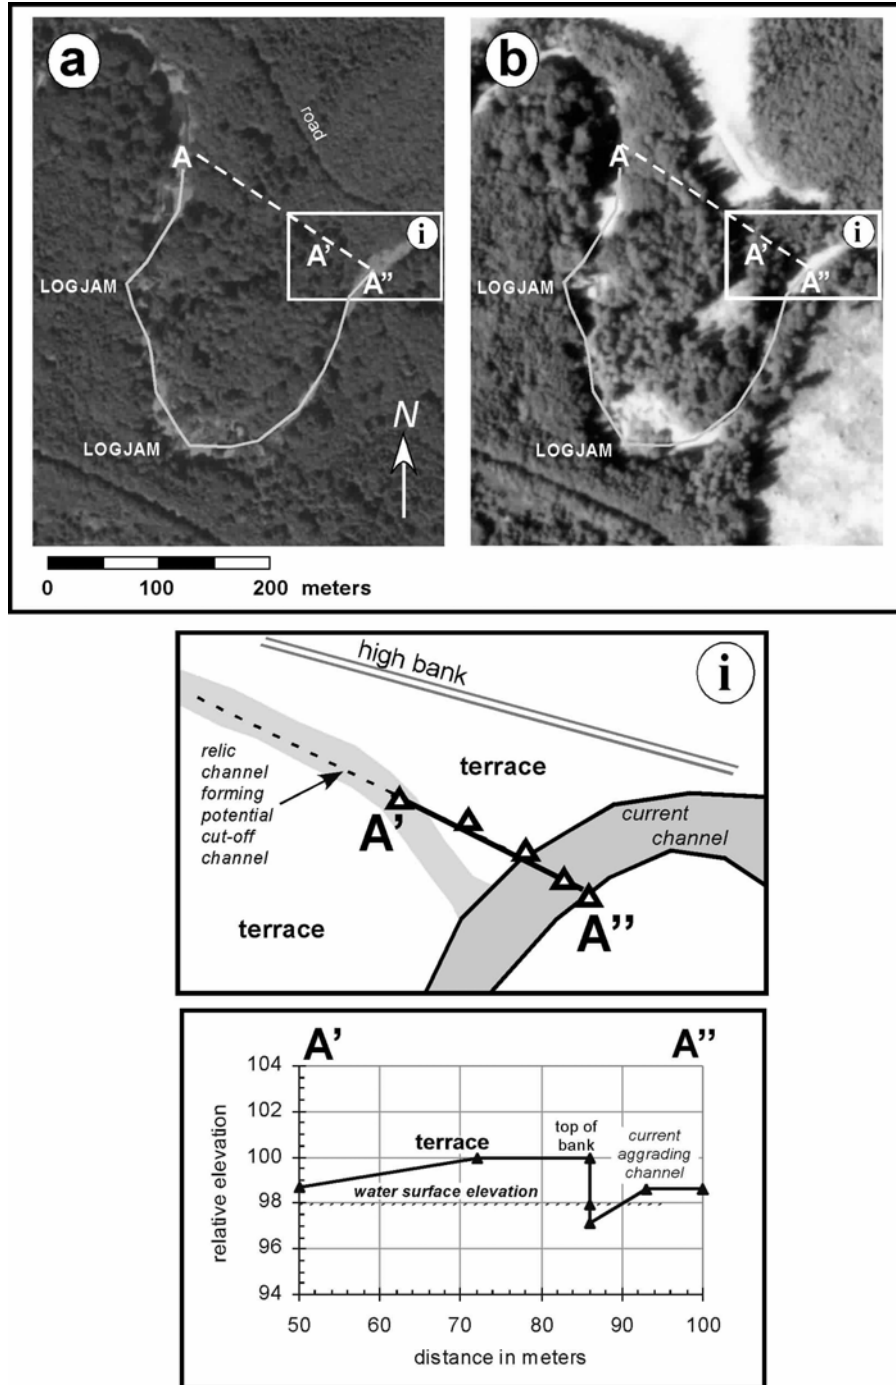 a
road
A
A'
i
A"
LOGJAM
LOGJAM
N
0 100 200 meters
b
A
A'
i
A"
LOGJAM
LOGJAM
high bank
i
relic
channel
forming
potential
cut-off
channel
terrace
A'
current
channel
terrace
A''
A' A''
104
102
100
98
96
94
relative elevation
terrace
top of
bank
current
aggrading
channel
water surface elevation
50 60 70 80 90 100
distance in meters